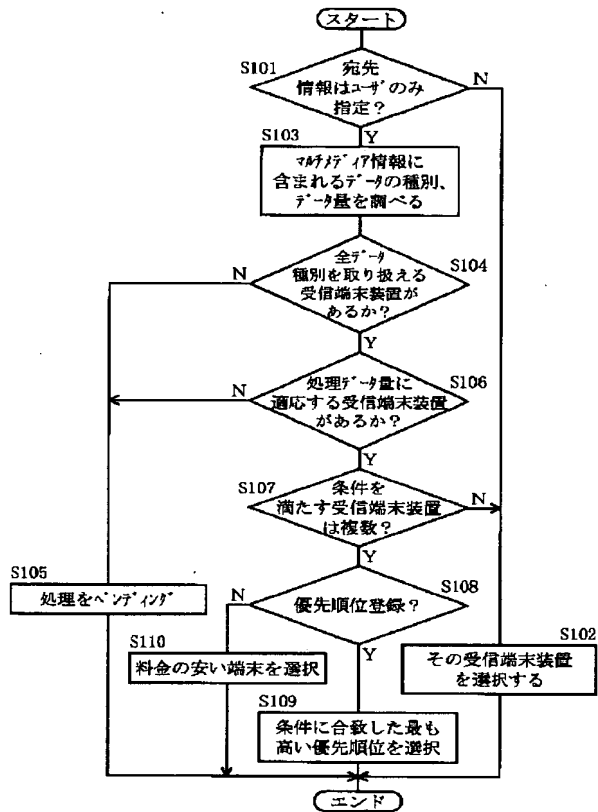 スタート
S101
宛先
情報はユーザのみ
指定？
N
Y
S103
マルチメディア情報に
含まれるデータの種別、
データ量を調べる
全データ
種別を取り扱える
受信端末装置が
あるか？
S104
N
Y
処理データ量に
適応する受信端末装置
があるか？
S106
N
Y
S107
条件を
満たす受信端末装置
は複数？
N
Y
S105
処理をペンディング
優先順位登録？
S108
N
Y
S110
料金の安い端末を選択
S102
その受信端末装置
を選択する
S109
条件に合致した最も
高い優先順位を選択
エンド